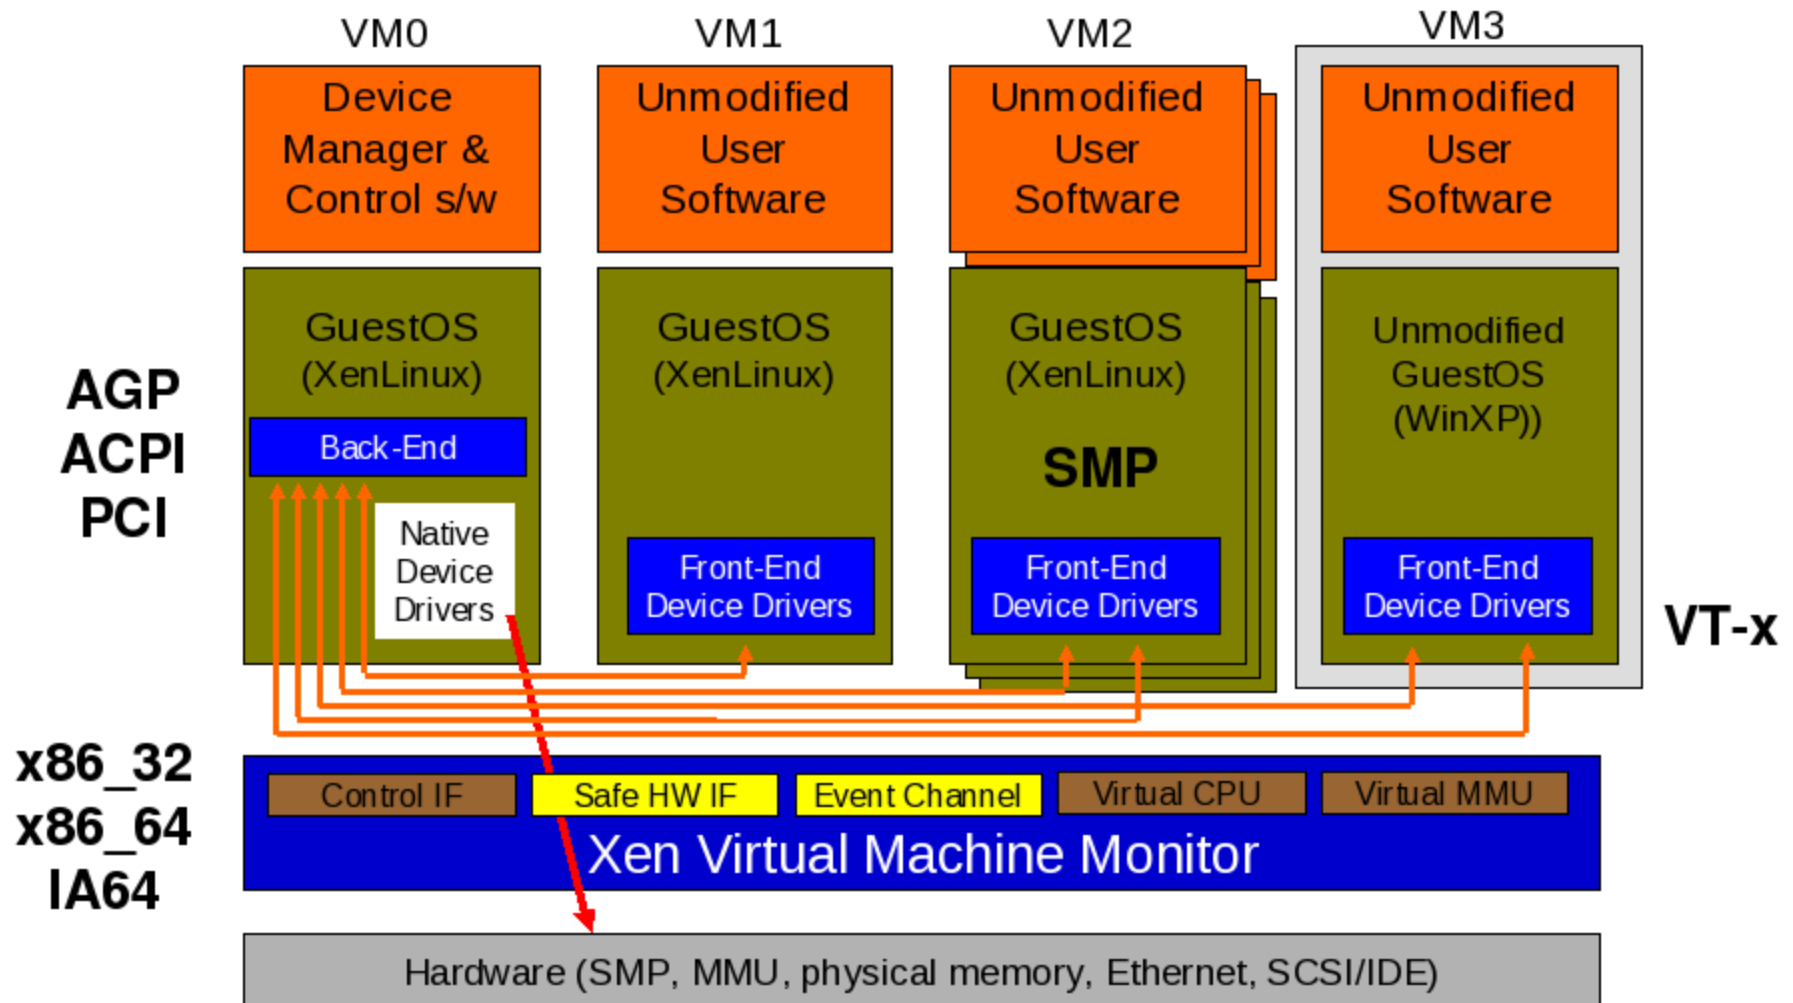 VM0
VM1
VM2
VM3
Device
Manager &
Control s/w
Unmodified
User
Software
Unmodified
User
Software
Unmodified
User
Software
GuestOS
(XenLinux)
Back-End
Native
Device
Drivers
GuestOS
(XenLinux)
Front-End
Device Drivers
GuestOS
(XenLinux)
SMP
Front-End
Device Drivers
Unmodified
GuestOS
(WinXP))
Front-End
Device Drivers
AGP
ACPI
PCI
VT-x
x86_32
x86_64
IA64
Control IF
Safe HW IF
Event Channel
Virtual CPU
Virtual MMU
Xen Virtual Machine Monitor
Hardware (SMP, MMU, physical memory, Ethernet, SCSI/IDE)